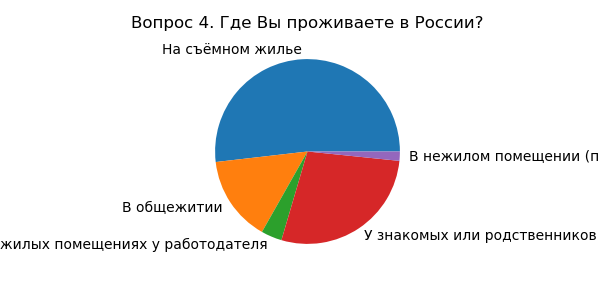 Вопрос 4. Где Вы проживаете в России?
На съёмном жилье
В нежилом помещении (п
В общежитии
У знакомых или родственников
жилых помещениях у работодателя